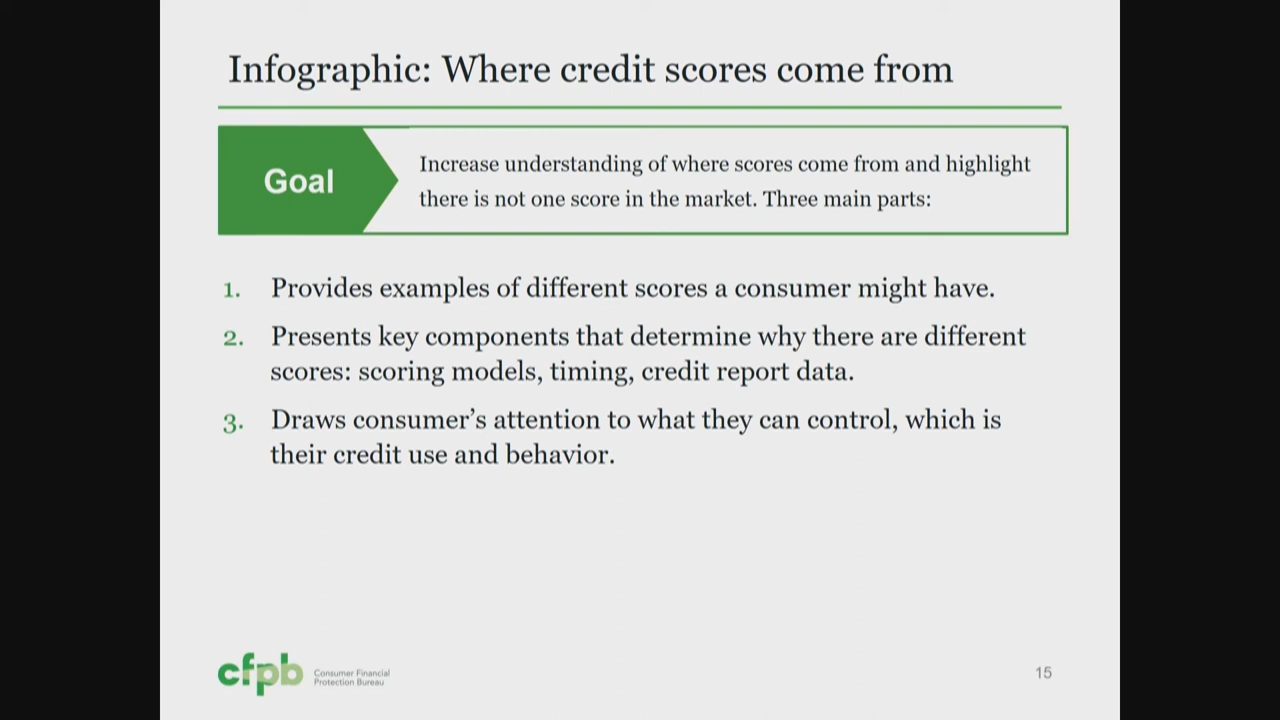 Infographic: Where credit scores come from
Goal
Increase understanding of where scores come from and highlight
there is not one score in the market. Three main parts:
1. Provides examples of different scores a consumer might have.
2. Presents key components that determine why there are different
scores: scoring models, timing, credit report data.
3. Draws consumer’s attention to what they can control, which is
their credit use and behavior.
cfpb
Consumer Financial
Protection Bureau
15